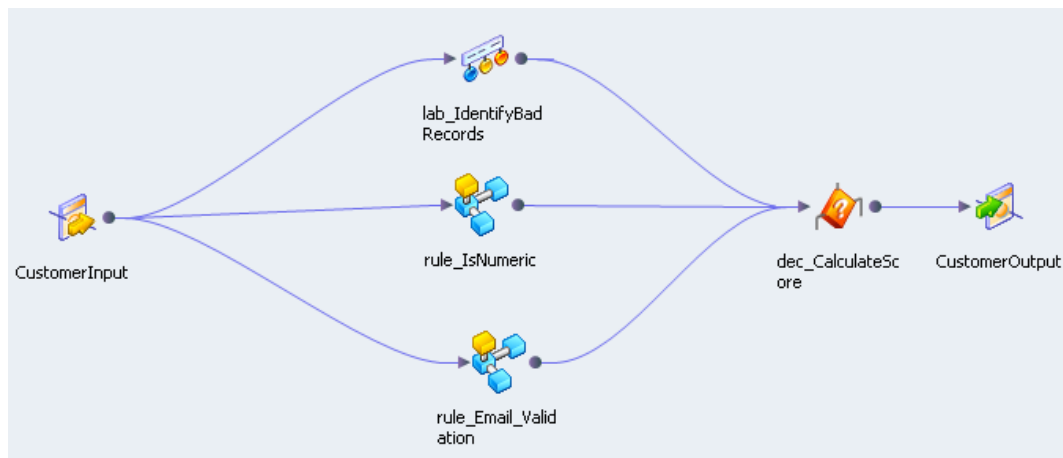 lab_IdentifyBad
Records
CustomerInput
rule_IsNumeric
dec_CalculateSc
ore
CustomerOutput
rule_Email_Valid
ation